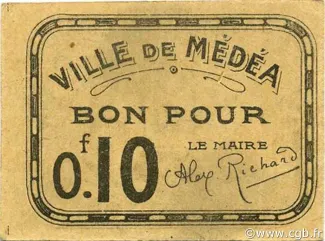 VILLE DE MÉDÉA
BON POUR
f 0.10
LE MAIRE
Alex Richard
© www.cgb.fr